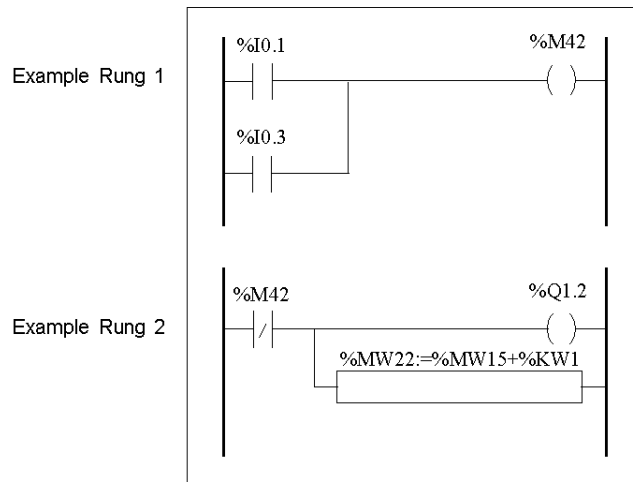 %I0.1
%M42
Example Rung 1
%I0.3
%M42
%Q1.2
Example Rung 2
/
%MW22:=%MW15+%KW1